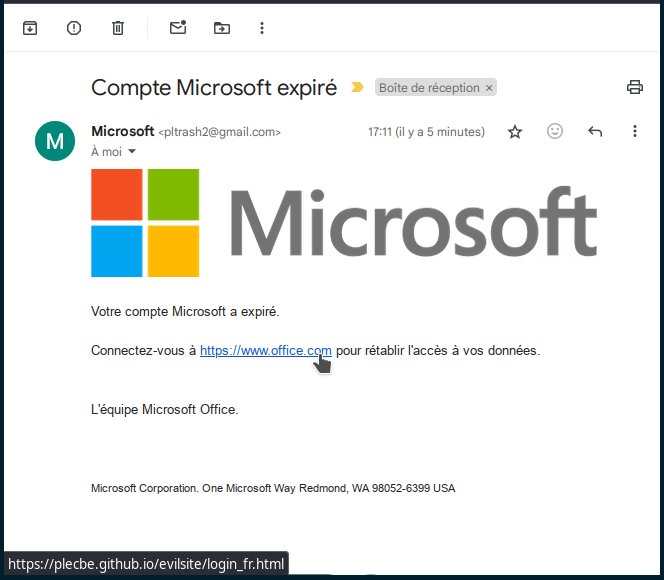 Compte Microsoft expiré
Boîte de réception ×
M
Microsoft <pltrash2@gmail.com>
17:11 (il y a 5 minutes)
À moi
Microsoft
Votre compte Microsoft a expiré.
Connectez-vous à https://www.office.com pour rétablir l'accès à vos données.
L'équipe Microsoft Office.
Microsoft Corporation. One Microsoft Way Redmond, WA 98052-6399 USA
https://plecbe.github.io/evilsite/login_fr.html